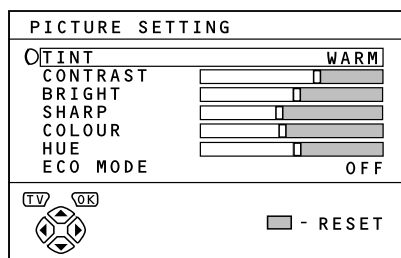 PICTURE SETTING
TINT WARM
CONTRAST
BRIGHT
SHARP
COLOUR
HUE
ECO MODE OFF
TV OK
- RESET